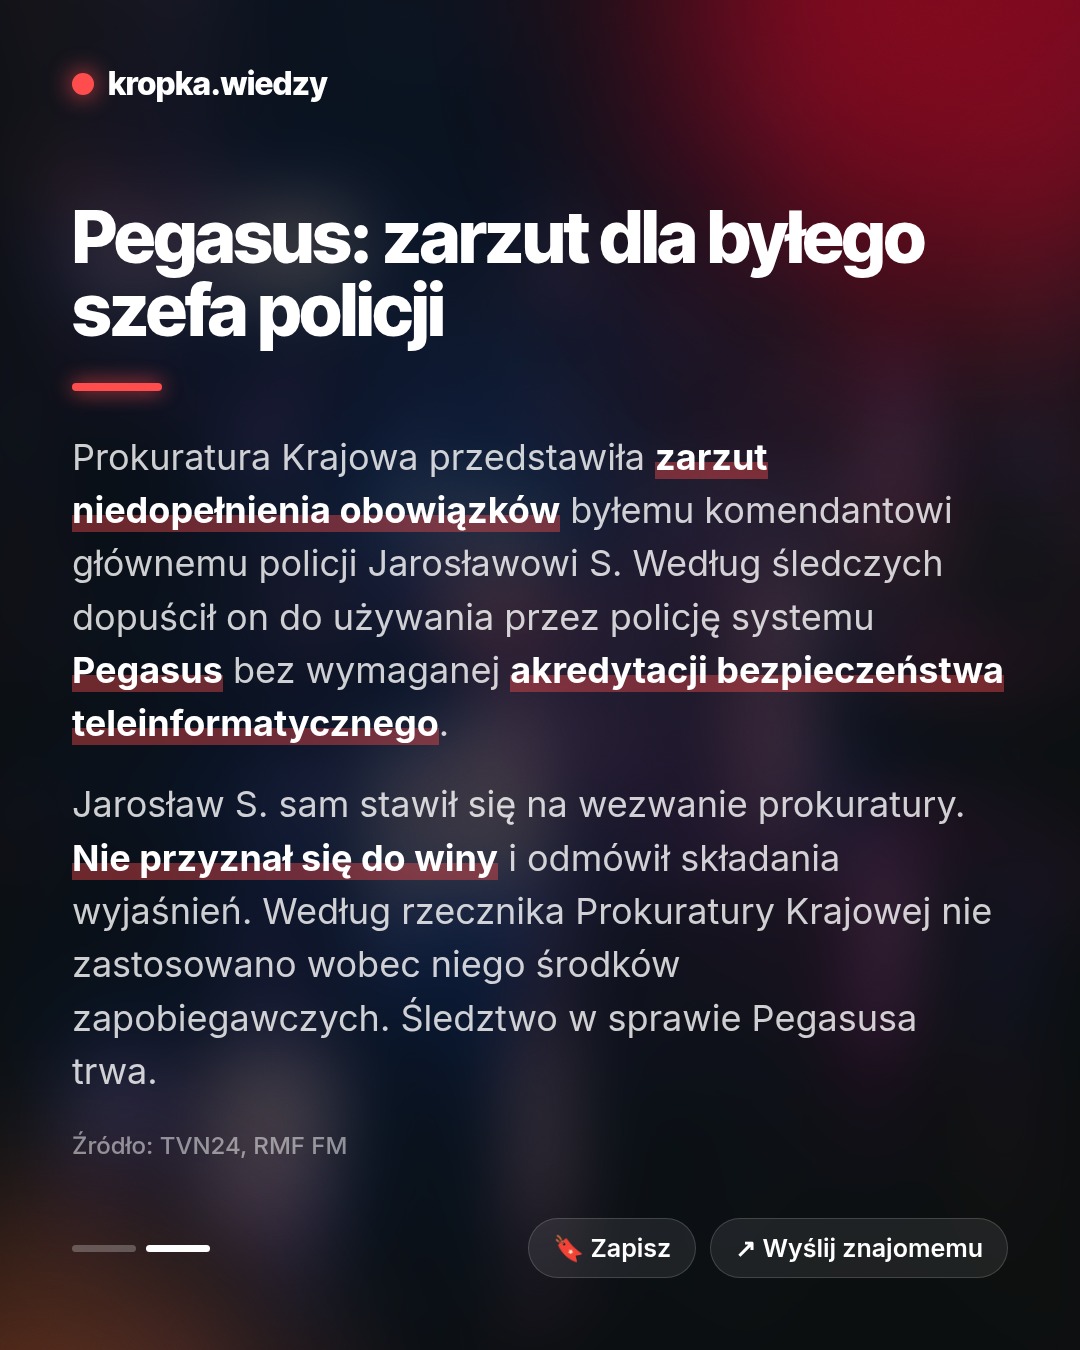 kropka.wiedzy
Pegasus: zarzut dla byłego
szefa policji
Prokuratura Krajowa przedstawiła zarzut
niedopełnienia obowiązków byłemu komendantowi
głównemu policji Jarosławowi S. Według śledczych
dopuścił on do używania przez policję systemu
Pegasus bez wymaganej akredytacji bezpieczeństwa
teleinformatycznego.
Jarosław S. sam stawił się na wezwanie prokuratury.
Nie przyznał się do winy i odmówił składania
wyjaśnień. Według rzecznika Prokuratury Krajowej nie
zastosowano wobec niego środków
zapobiegawczych. Śledztwo w sprawie Pegasusa
trwa.
Źródło: TVN24, RMF FM
Zapisz
↗ Wyślij znajomemu